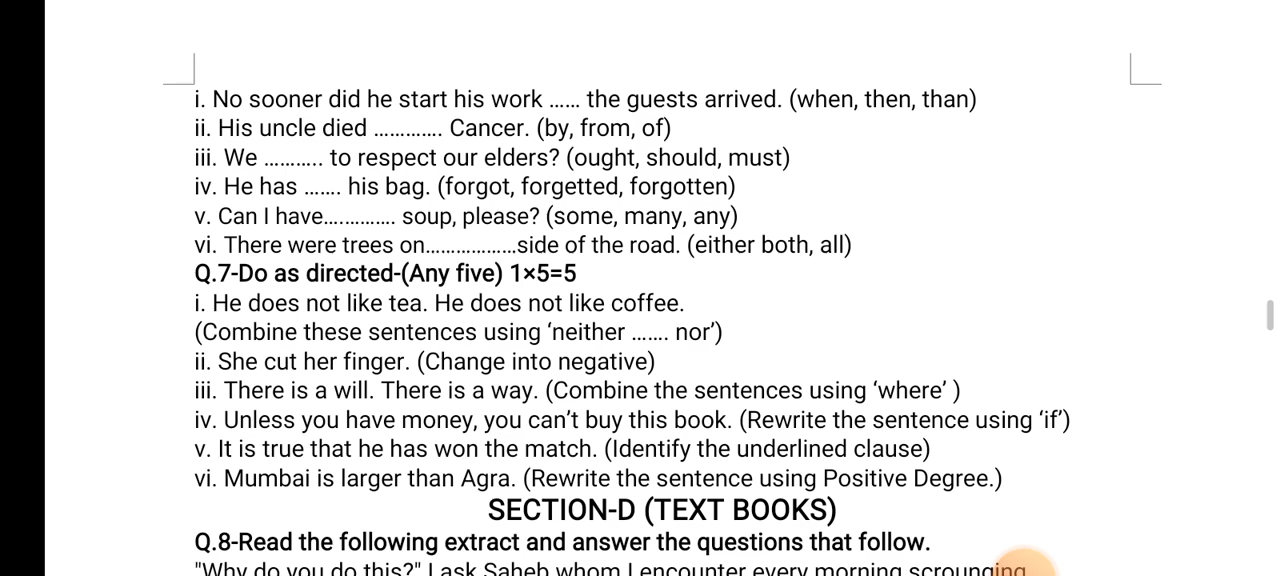 i. No sooner did he start his work ...... the guests arrived. (when, then, than)
ii. His uncle died ............. Cancer. (by, from, of)
iii. We ........... to respect our elders? (ought, should, must)
iv. He has ....... his bag. (forgot, forgetted, forgotten)
v. Can I have.............. soup, please? (some, many, any)
vi. There were trees on..................side of the road. (either both, all)
Q.7-Do as directed-(Any five) 1×5=5
i. He does not like tea. He does not like coffee.
(Combine these sentences using ‘neither ....... nor’)
ii. She cut her finger. (Change into negative)
iii. There is a will. There is a way. (Combine the sentences using ‘where’ )
iv. Unless you have money, you can’t buy this book. (Rewrite the sentence using ‘if’)
v. It is true that he has won the match. (Identify the underlined clause)
vi. Mumbai is larger than Agra. (Rewrite the sentence using Positive Degree.)
SECTION-D (TEXT BOOKS)
Q.8-Read the following extract and answer the questions that follow.
"Why do you do this?" I ask Saheb whom I encounter every morning scrounging